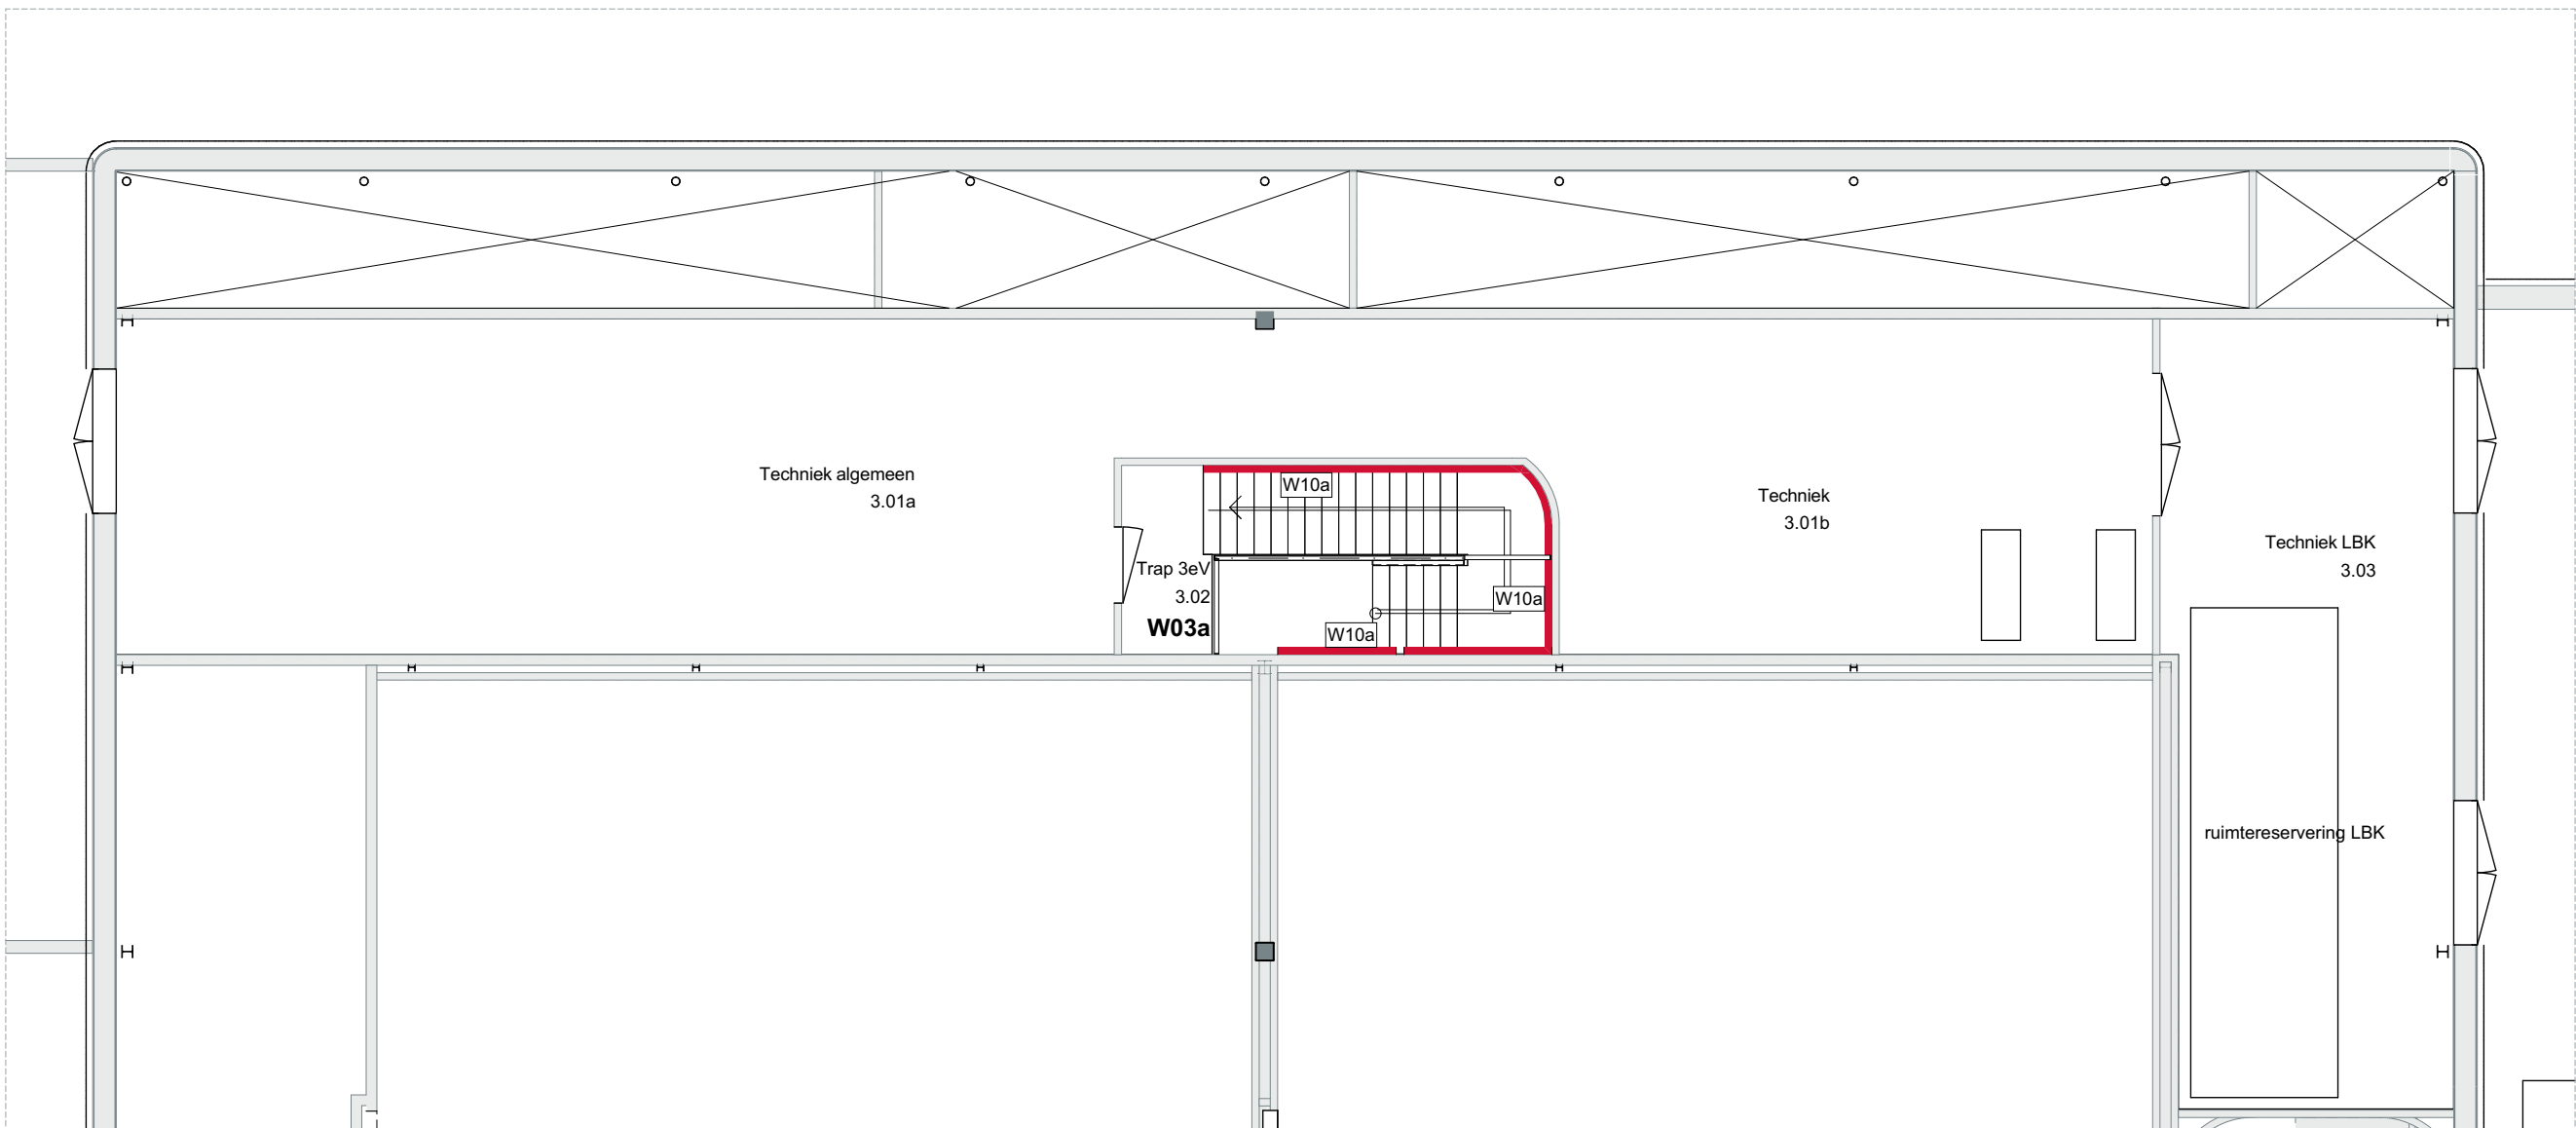 Techniek algemeen
3.01a
W10a
Trap 3eV
3.02
W03a
W10a
W10a
Techniek
3.01b
Techniek LBK
3.03
ruimtereservering LBK